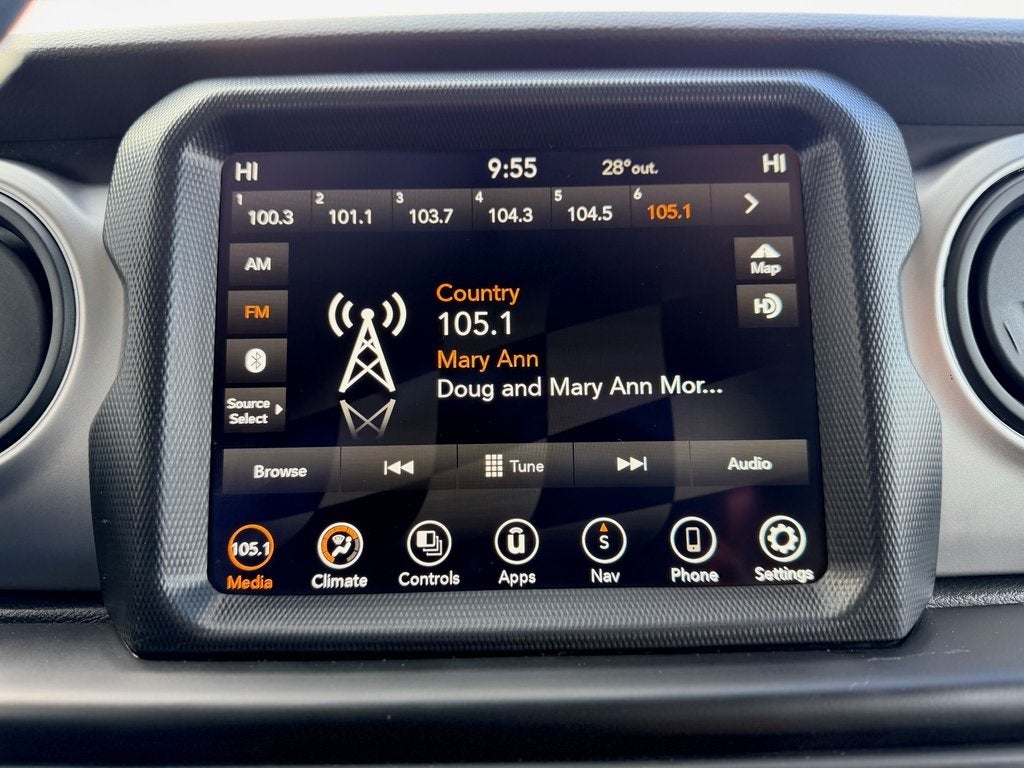 HI 9:55 28° out. HI
1 100.3 2 101.1 3 103.7 4 104.3 5 104.5 6 105.1
AM
FM
Source
Select
Country
105.1
Mary Ann
Doug and Mary Ann Mor...
Map
HD
Browse Tune Audio
105.1 U S
Media Climate Controls Apps Nav Phone Settings